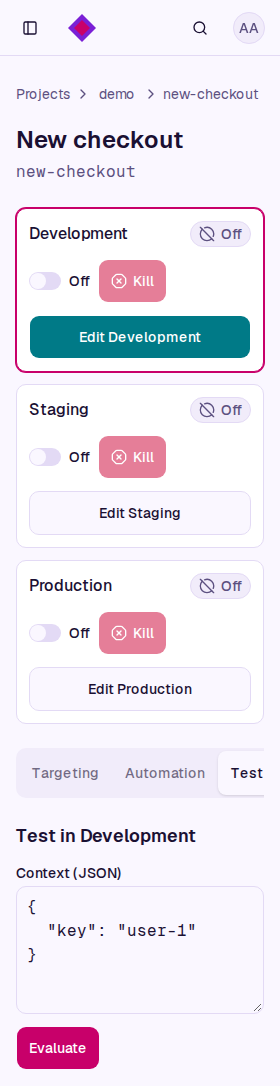 AA
Projects > demo > new-checkout
New checkout
new-checkout
Development
Off
Off
Kill
Edit Development
Staging
Off
Off
Kill
Edit Staging
Production
Off
Off
Kill
Edit Production
Targeting
Automation
Test
Test in Development
Context (JSON)
{
  "key": "user-1"
}
Evaluate